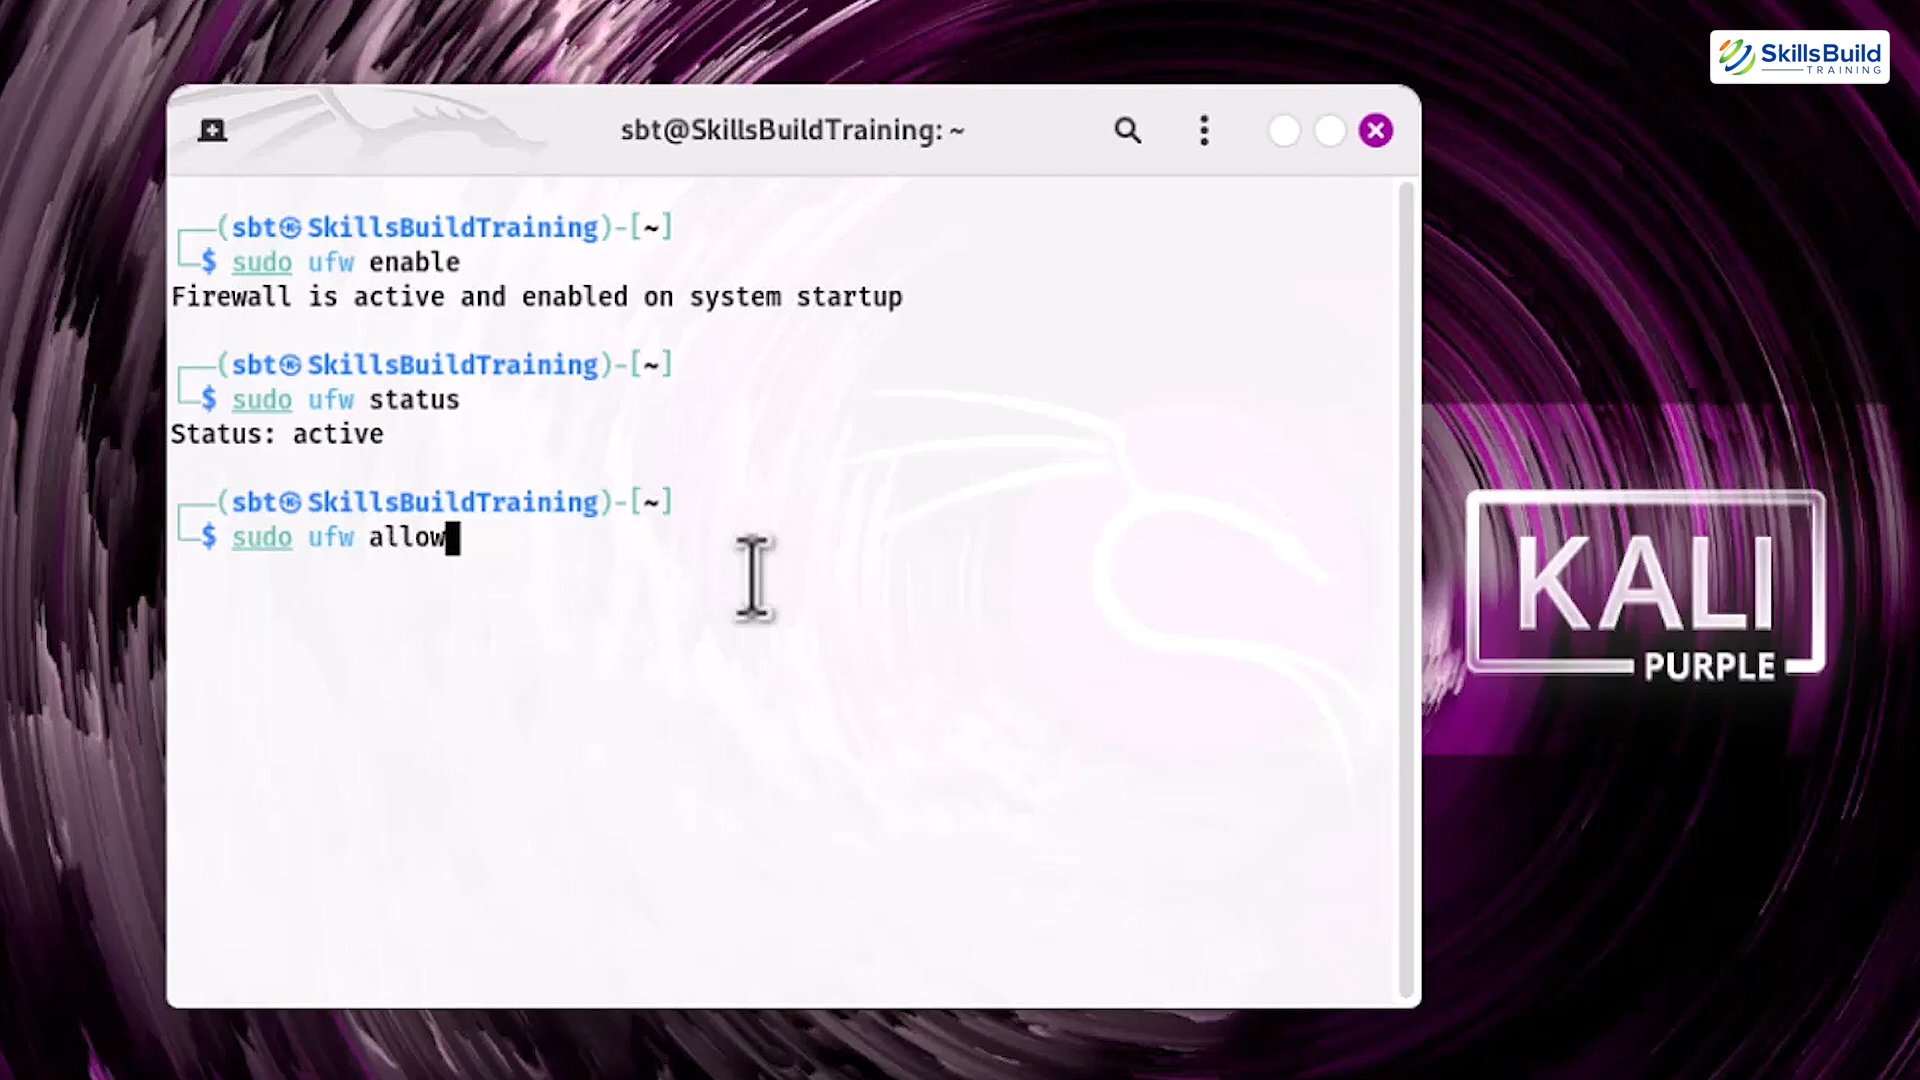 SkillsBuild
TRAINING
sbt@SkillsBuildTraining: ~
┌──(sbt㉿SkillsBuildTraining)-[~]
└─$ sudo ufw enable
Firewall is active and enabled on system startup
┌──(sbt㉿SkillsBuildTraining)-[~]
└─$ sudo ufw status
Status: active
┌──(sbt㉿SkillsBuildTraining)-[~]
└─$ sudo ufw allow
KALI
PURPLE